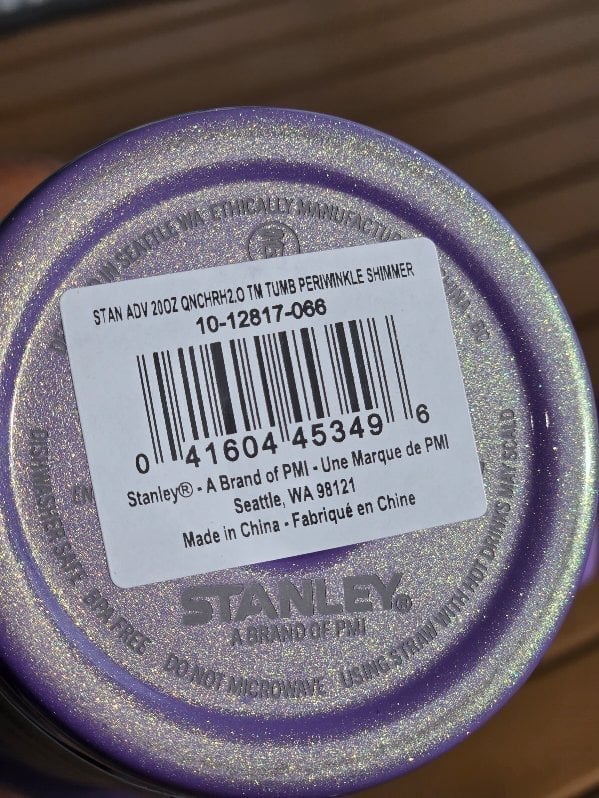 IN SEATTLE WA ETHICALLY MANUFACTUR
STAN ADV 20OZ QNCHRH2.O TM TUMB PERIWINKLE SHIMMER
10-12817-066
0 41604 45349 6
Stanley® - A Brand of PMI - Une Marque de PMI
Seattle, WA 98121
Made in China - Fabriqué en Chine
STANLEY®
A BRAND OF PMI
DISHWASHER SAFE BPA FREE DO NOT MICROWAVE USING STRAW WITH HOT DRINKS MAY SCALD